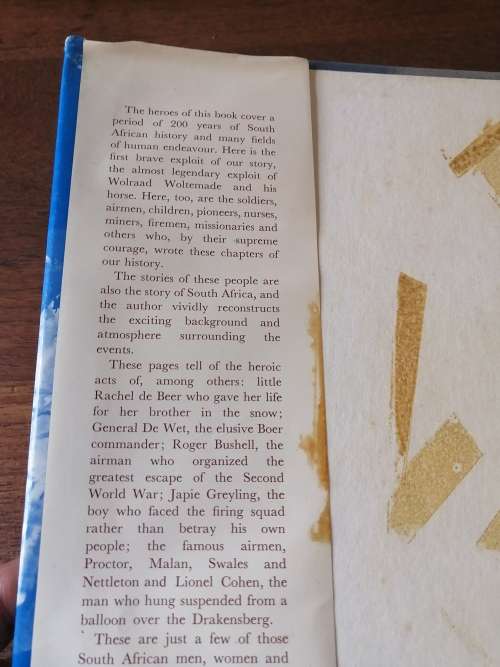 The heroes of this book cover a
period of 200 years of South
African history and many fields
of human endeavour. Here is the
first brave exploit of our story,
the almost legendary exploit of
Wolraad Woltemade and his
horse. Here, too, are the soldiers,
airmen, children, pioneers, nurses,
miners, firemen, missionaries and
others who, by their supreme
courage, wrote these chapters of
our history.
The stories of these people are
also the story of South Africa, and
the author vividly reconstructs
the exciting background and
atmosphere surrounding the
events.
These pages tell of the heroic
acts of, among others: little
Rachel de Beer who gave her life
for her brother in the snow;
General De Wet, the elusive Boer
commander; Roger Bushell, the
airman who organized the
greatest escape of the Second
World War; Japie Greyling, the
boy who faced the firing squad
rather than betray his own
people; the famous airmen,
Proctor, Malan, Swales and
Nettleton and Lionel Cohen, the
man who hung suspended from a
balloon over the Drakensberg.
These are just a few of those
South African men, women and